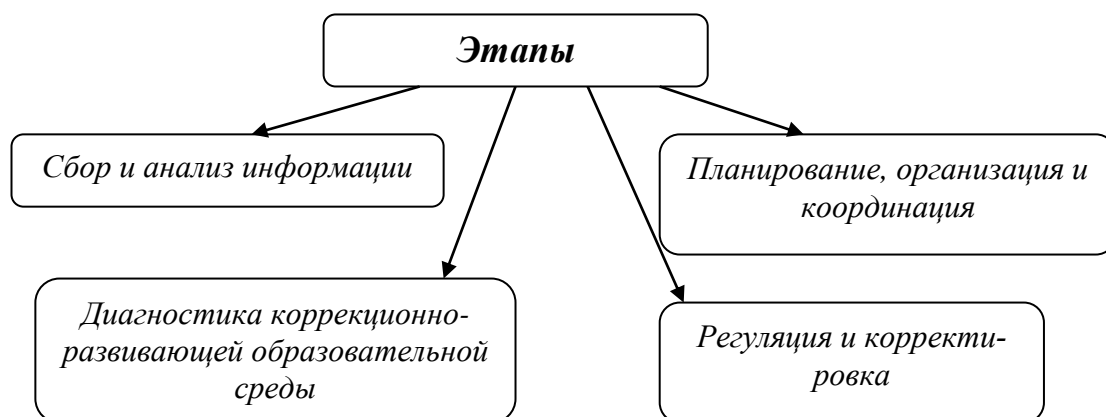 Этапы
Сбор и анализ информации
Планирование, организация и
координация
Диагностика коррекционно-
развивающей образовательной
среды
Регуляция и корректи-
ровка